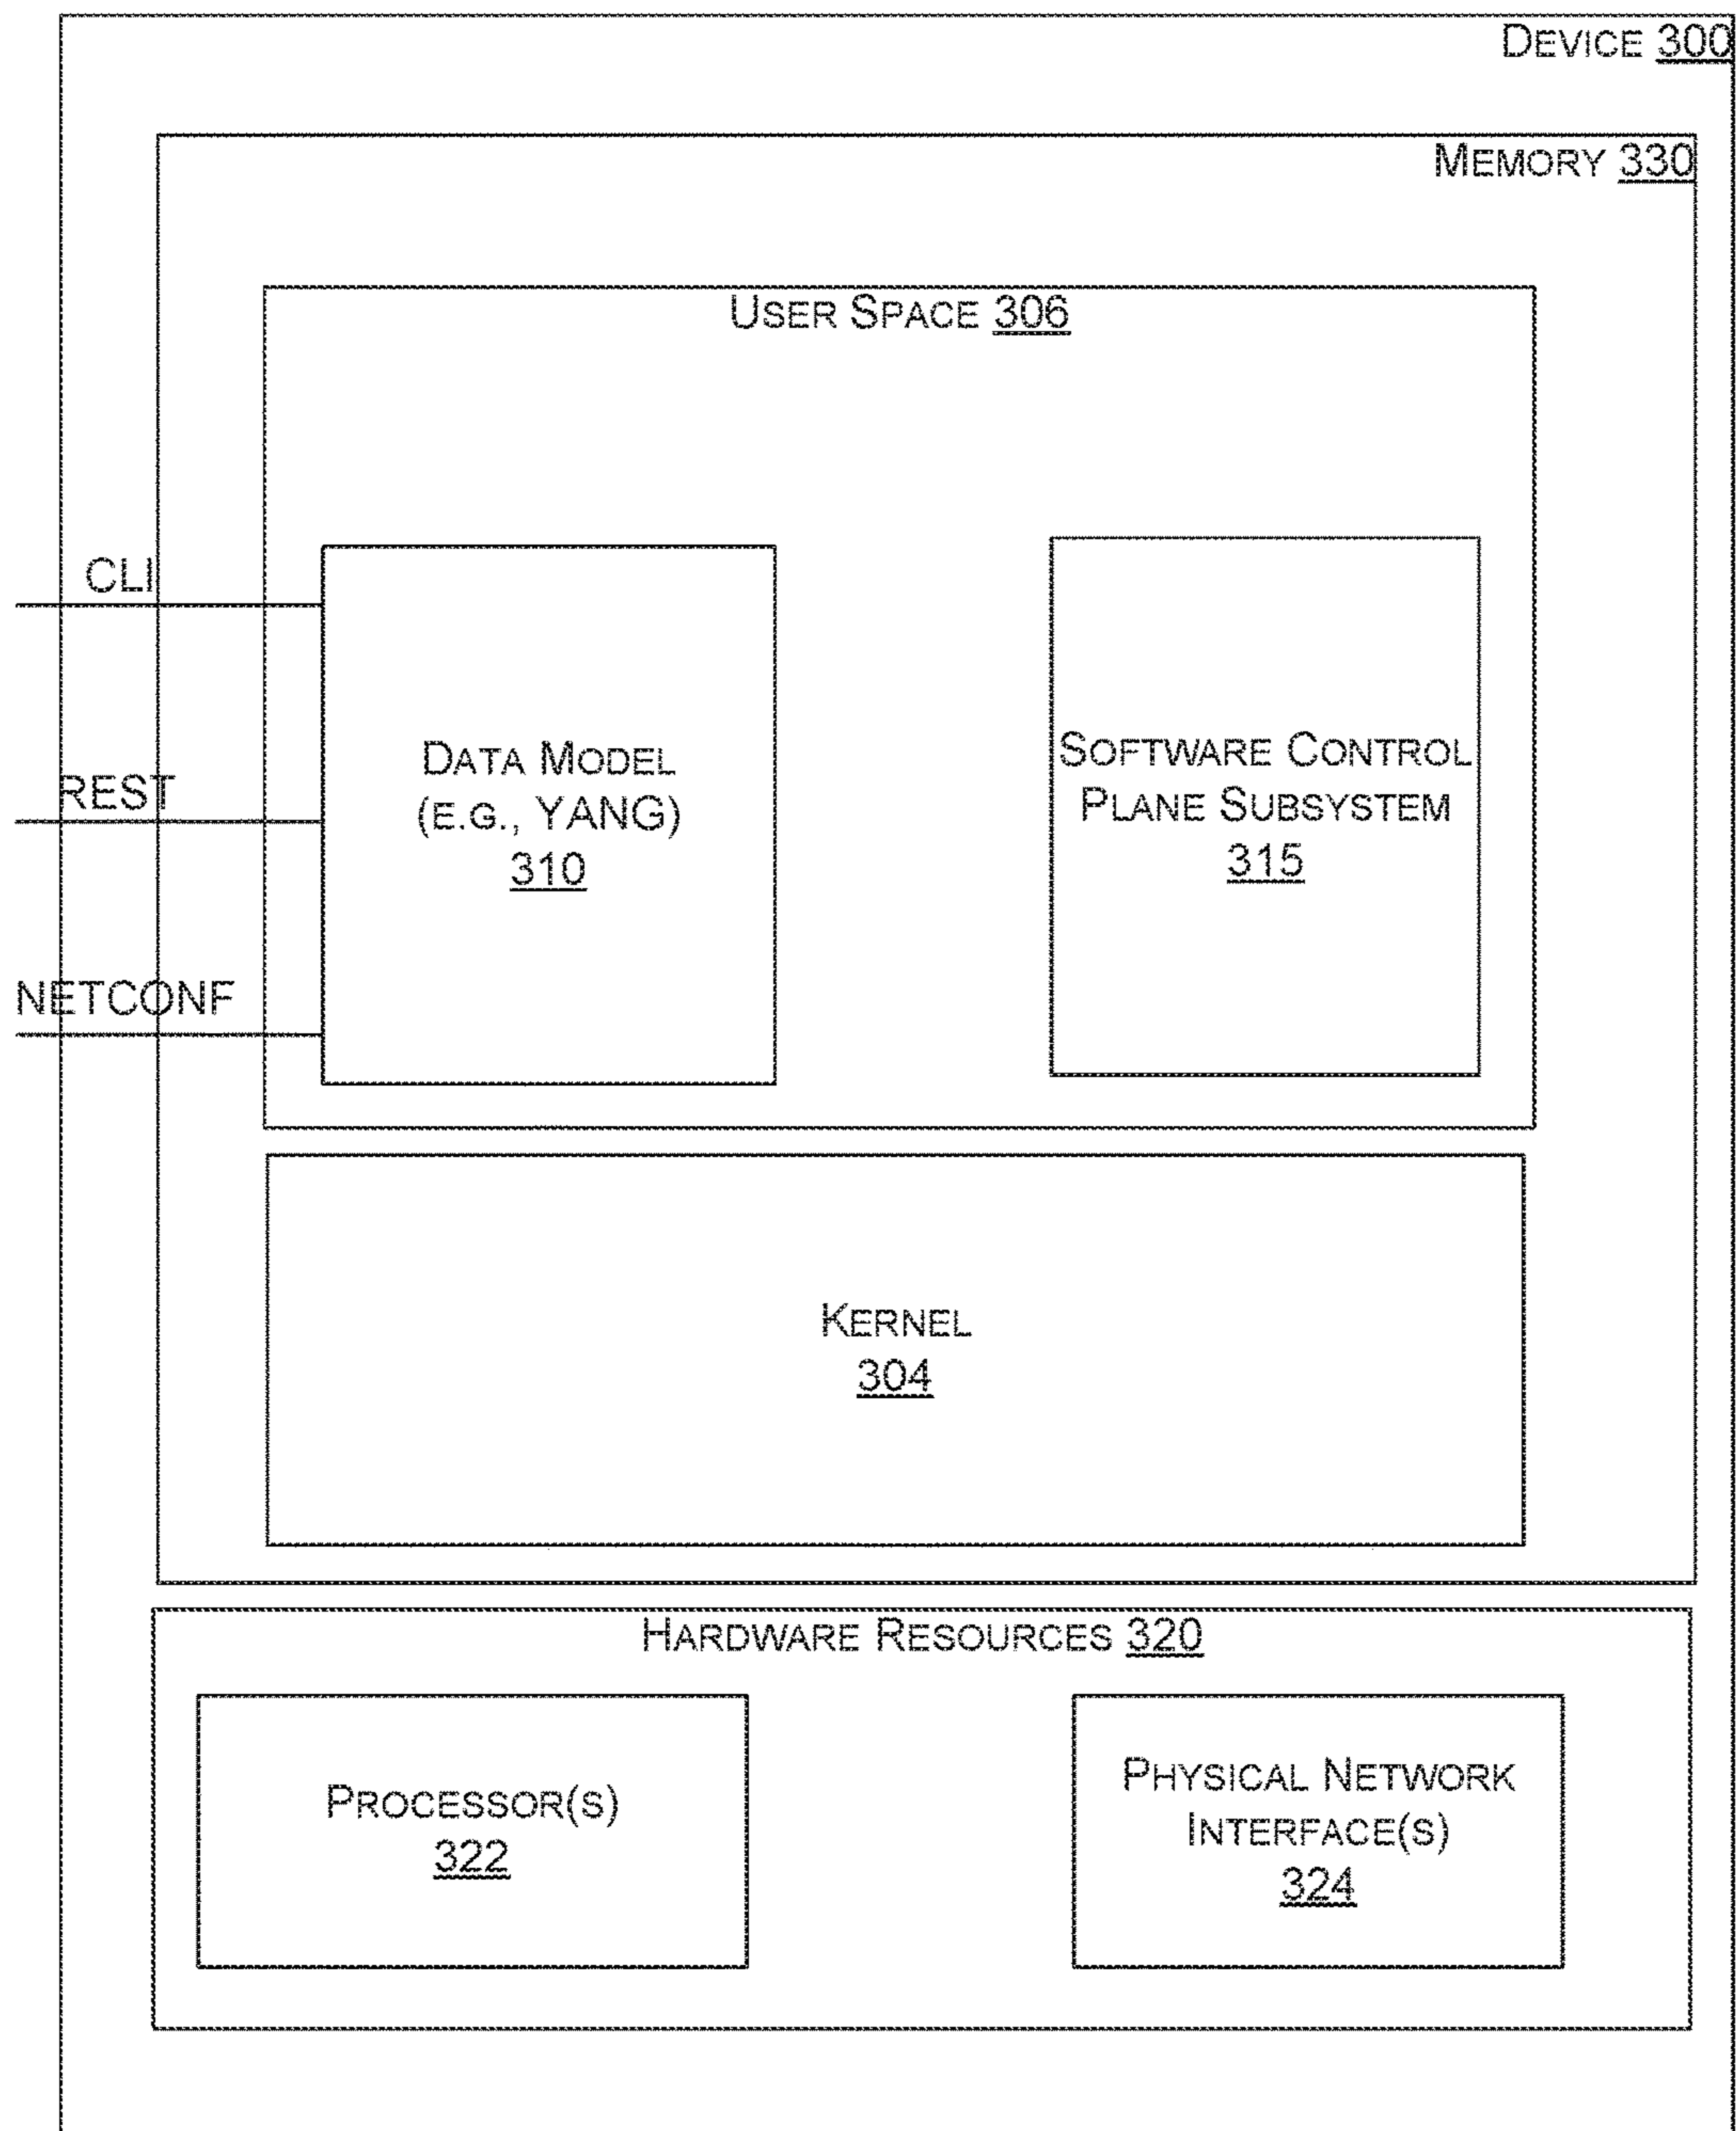 DEVICE 300
MEMORY 330
USER SPACE 306
CLI
REST
NETCONF
DATA MODEL
(E.G., YANG)
310
SOFTWARE CONTROL
PLANE SUBSYSTEM
315
KERNEL
304
HARDWARE RESOURCES 320
PROCESSOR(S)
322
PHYSICAL NETWORK
INTERFACE(S)
324